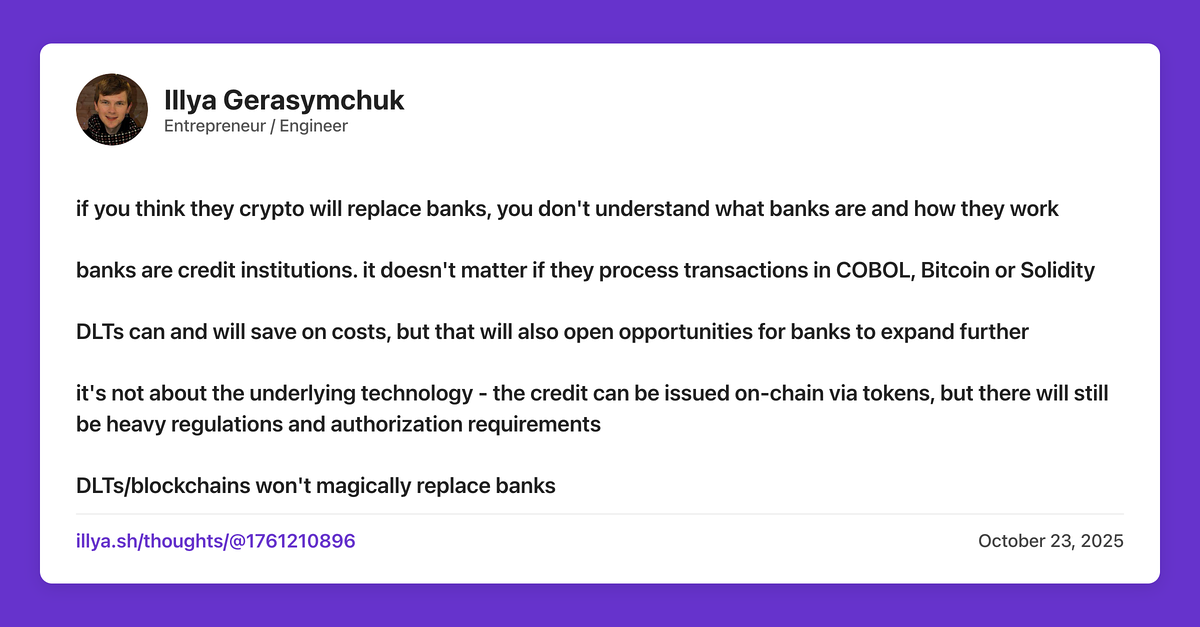 Illya Gerasymchuk
Entrepreneur / Engineer
if you think they crypto will replace banks, you don't understand what banks are and how they work
banks are credit institutions. it doesn't matter if they process transactions in COBOL, Bitcoin or Solidity
DLTs can and will save on costs, but that will also open opportunities for banks to expand further
it's not about the underlying technology - the credit can be issued on-chain via tokens, but there will still
be heavy regulations and authorization requirements
DLTs/blockchains won't magically replace banks
illya.sh/thoughts/@1761210896
October 23, 2025